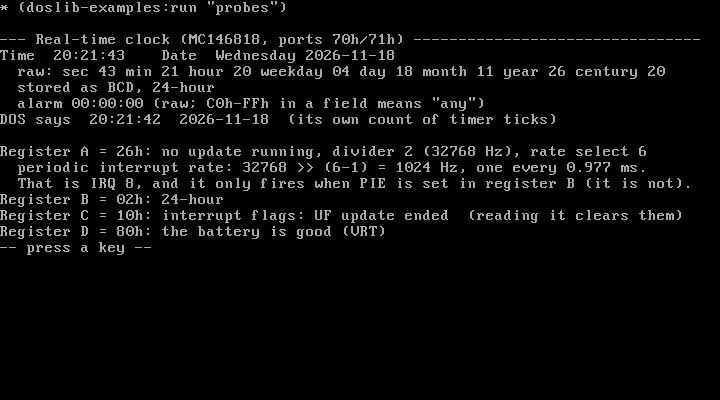 * (doslib-examples:run "probes")
--- Real-time clock (MC146818, ports 70h/71h) --------------------------------
Time  20:21:43    Date  Wednesday 2026-11-18
  raw: sec 43 min 21 hour 20 weekday 04 day 18 month 11 year 26 century 20
  stored as BCD, 24-hour
  alarm 00:00:00 (raw; C0h-FFh in a field means "any")
DOS says  20:21:42  2026-11-18  (its own count of timer ticks)
Register A = 26h: no update running, divider 2 (32768 Hz), rate select 6
  periodic interrupt rate: 32768 >> (6-1) = 1024 Hz, one every 0.977 ms.
  That is IRQ 8, and it only fires when PIE is set in register B (it is not).
Register B = 02h: 24-hour
Register C = 10h: interrupt flags: UF update ended  (reading it clears them)
Register D = 80h: the battery is good (VRT)
-- press a key --